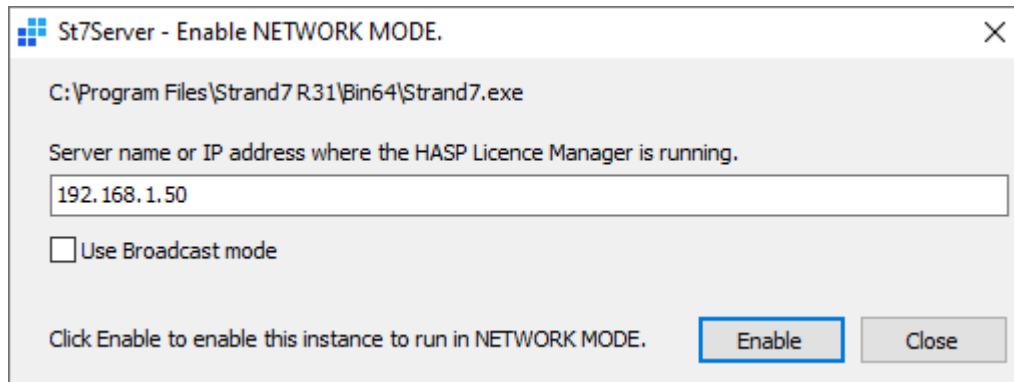 St7Server - Enable NETWORK MODE.
C:\Program Files\Strand7 R31\Bin64\Strand7.exe
Server name or IP address where the HASP Licence Manager is running.
192.168.1.50
Use Broadcast mode
Click Enable to enable this instance to run in NETWORK MODE. Enable Close